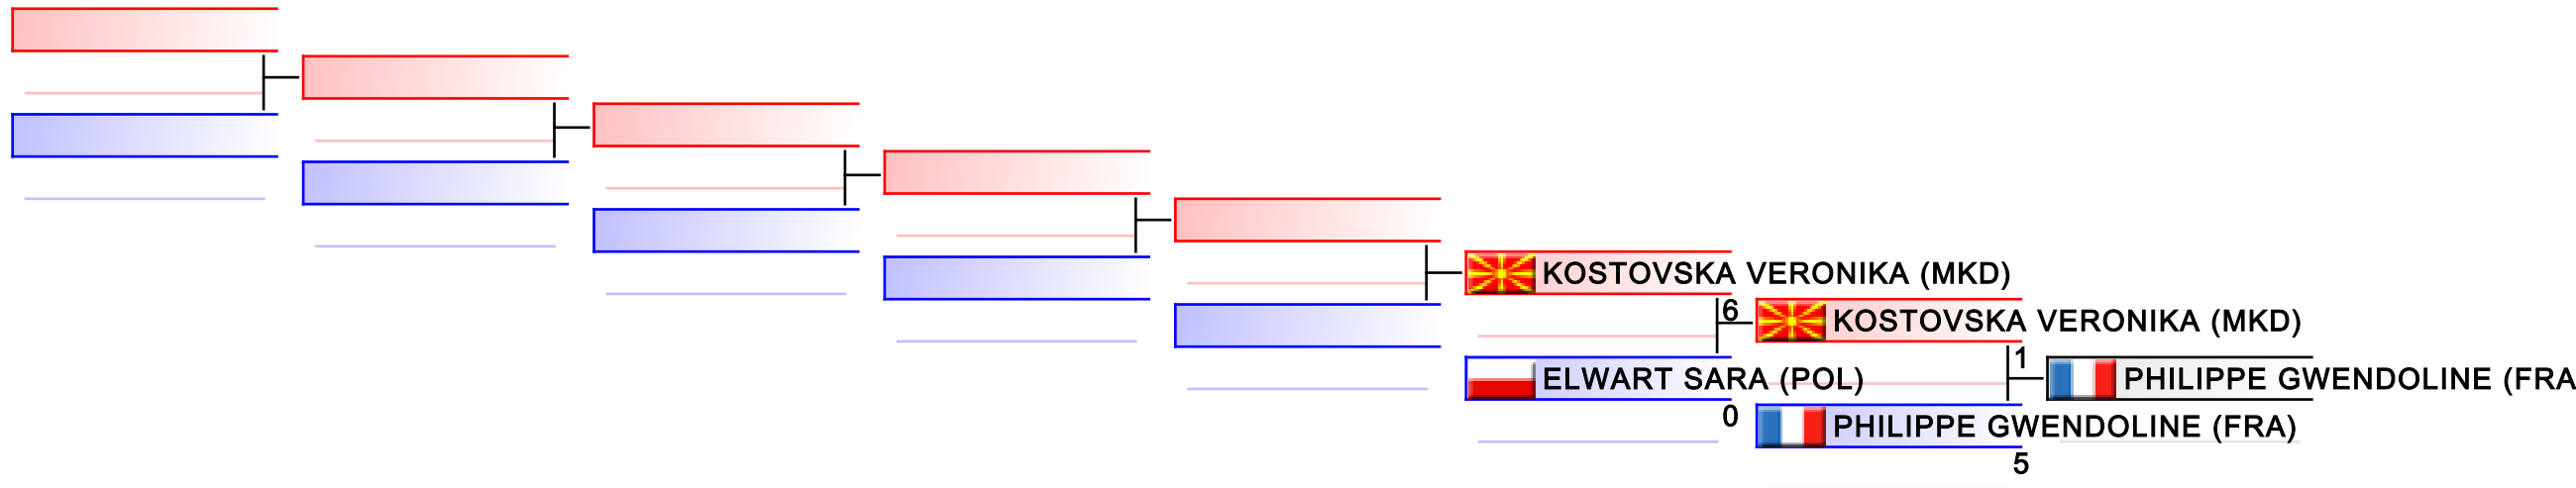 KOSTOVSKA VERONIKA (MKD)
6
KOSTOVSKA VERONIKA (MKD)
1
ELWART SARA (POL)
PHILIPPE GWENDOLINE (FRA
0
PHILIPPE GWENDOLINE (FRA)
5